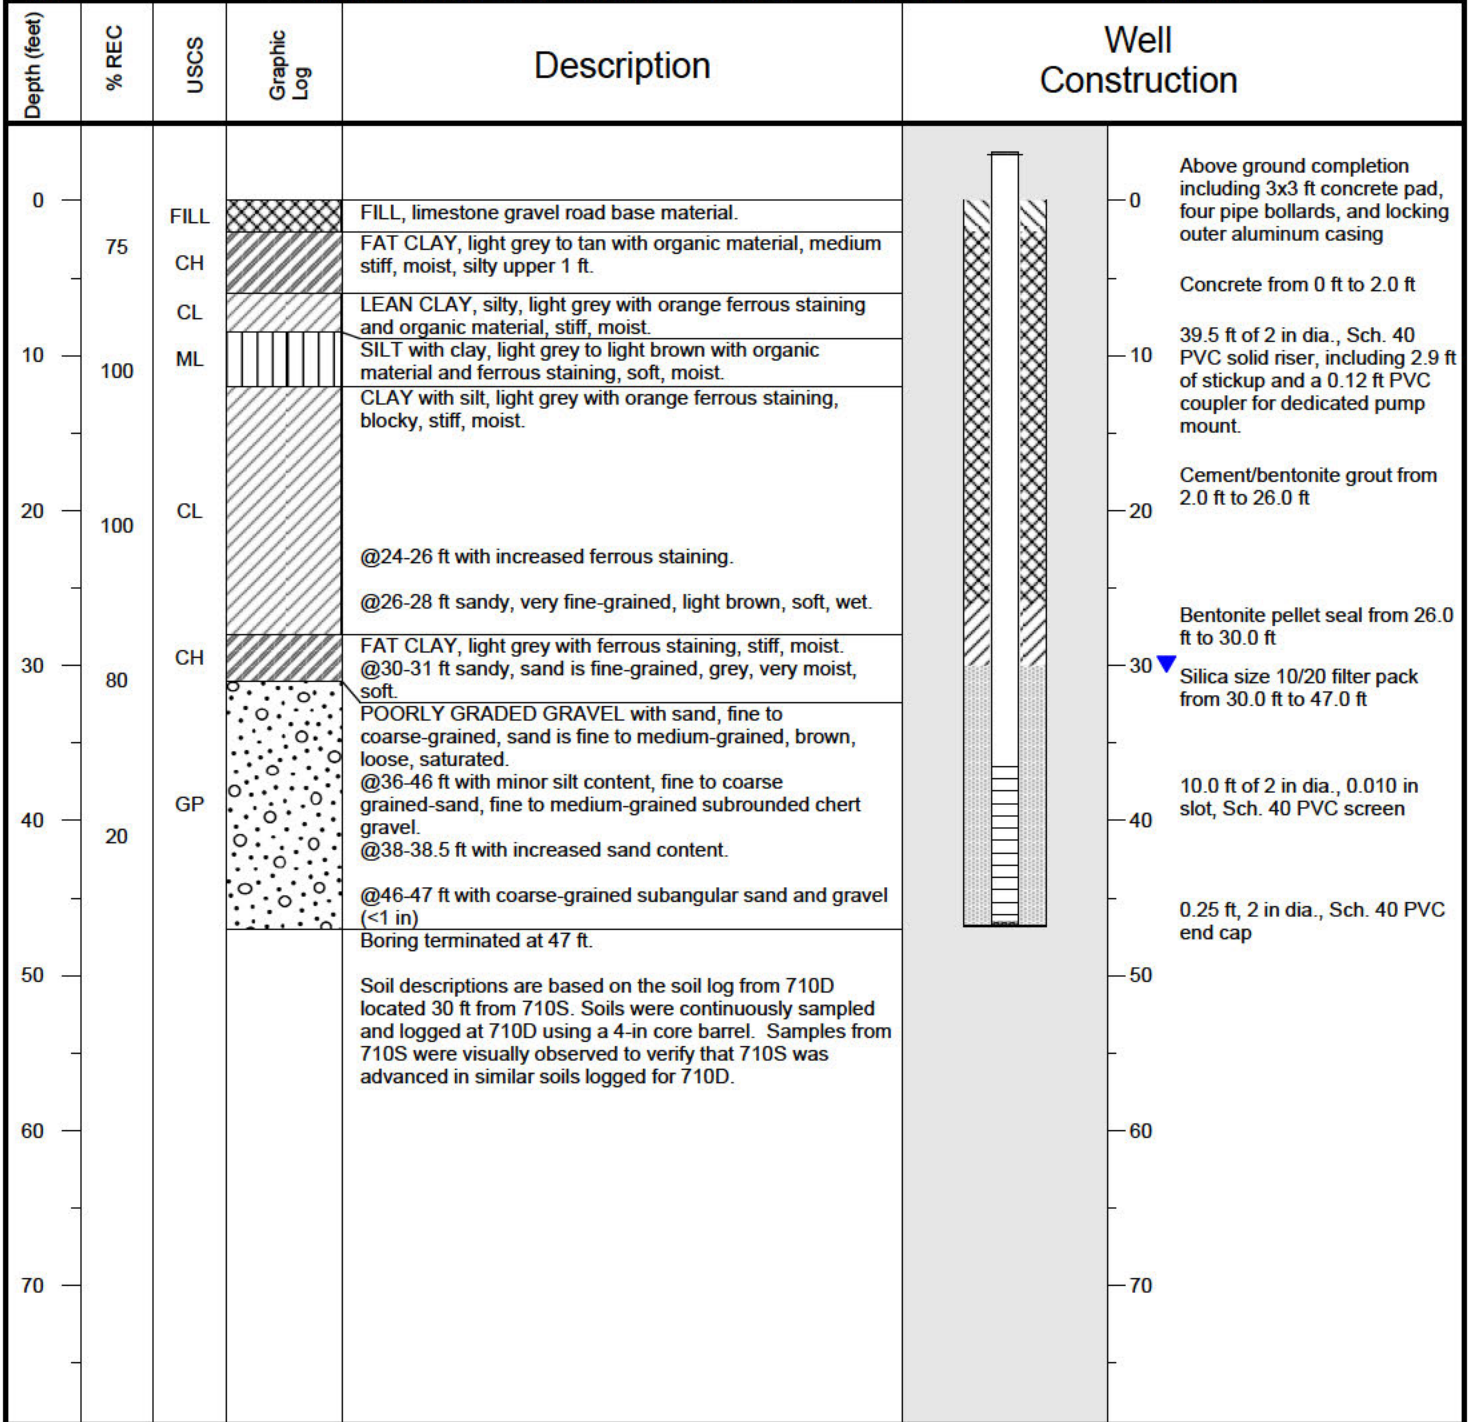 Depth (feet)
% REC
USCS
Graphic
Log
Description
Well
Construction
0
10
20
30
40
50
60
70
75
100
100
80
20
FILL
CH
CL
ML
CL
CH
GP
FILL, limestone gravel road base material.
FAT CLAY, light grey to tan with organic material, medium
stiff, moist, silty upper 1 ft.
LEAN CLAY, silty, light grey with orange ferrous staining
and organic material, stiff, moist.
SILT with clay, light grey to light brown with organic
material and ferrous staining, soft, moist.
CLAY with silt, light grey with orange ferrous staining,
blocky, stiff, moist.
@24-26 ft with increased ferrous staining.
@26-28 ft sandy, very fine-grained, light brown, soft, wet.
FAT CLAY, light grey with ferrous staining, stiff, moist.
@30-31 ft sandy, sand is fine-grained, grey, very moist,
soft.
POORLY GRADED GRAVEL with sand, fine to
coarse-grained, sand is fine to medium-grained, brown,
loose, saturated.
@36-46 ft with minor silt content, fine to coarse
grained-sand, fine to medium-grained subrounded chert
gravel.
@38-38.5 ft with increased sand content.
@46-47 ft with coarse-grained subangular sand and gravel
(<1 in)
Boring terminated at 47 ft.
Soil descriptions are based on the soil log from 710D
located 30 ft from 710S. Soils were continuously sampled
and logged at 710D using a 4-in core barrel. Samples from
710S were visually observed to verify that 710S was
advanced in similar soils logged for 710D.
0
10
20
30
40
50
60
70
Above ground completion
including 3x3 ft concrete pad,
four pipe bollards, and locking
outer aluminum casing
Concrete from 0 ft to 2.0 ft
39.5 ft of 2 in dia., Sch. 40
PVC solid riser, including 2.9 ft
of stickup and a 0.12 ft PVC
coupler for dedicated pump
mount.
Cement/bentonite grout from
2.0 ft to 26.0 ft
Bentonite pellet seal from 26.0
ft to 30.0 ft
Silica size 10/20 filter pack
from 30.0 ft to 47.0 ft
10.0 ft of 2 in dia., 0.010 in
slot, Sch. 40 PVC screen
0.25 ft, 2 in dia., Sch. 40 PVC
end cap